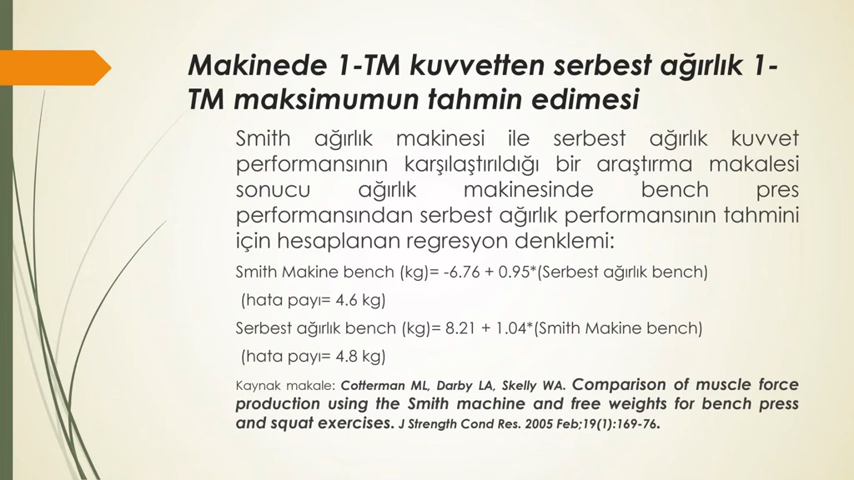 Makinede 1-TM kuvvetten serbest ağırlık 1-
TM maksimumun tahmin edimesi
Smith ağırlık makinesi ile serbest ağırlık kuvvet
performansının karşılaştırıldığı bir araştırma makalesi
sonucu ağırlık makinesinde bench pres
performansından serbest ağırlık performansının tahmini
için hesaplanan regresyon denklemi:
Smith Makine bench (kg)= -6.76 + 0.95*(Serbest ağırlık bench)
(hata payı= 4.6 kg)
Serbest ağırlık bench (kg)= 8.21 + 1.04*(Smith Makine bench)
(hata payı= 4.8 kg)
Kaynak makale: Cotterman ML, Darby LA, Skelly WA. Comparison of muscle force
production using the Smith machine and free weights for bench press
and squat exercises. J Strength Cond Res. 2005 Feb;19(1):169-76.